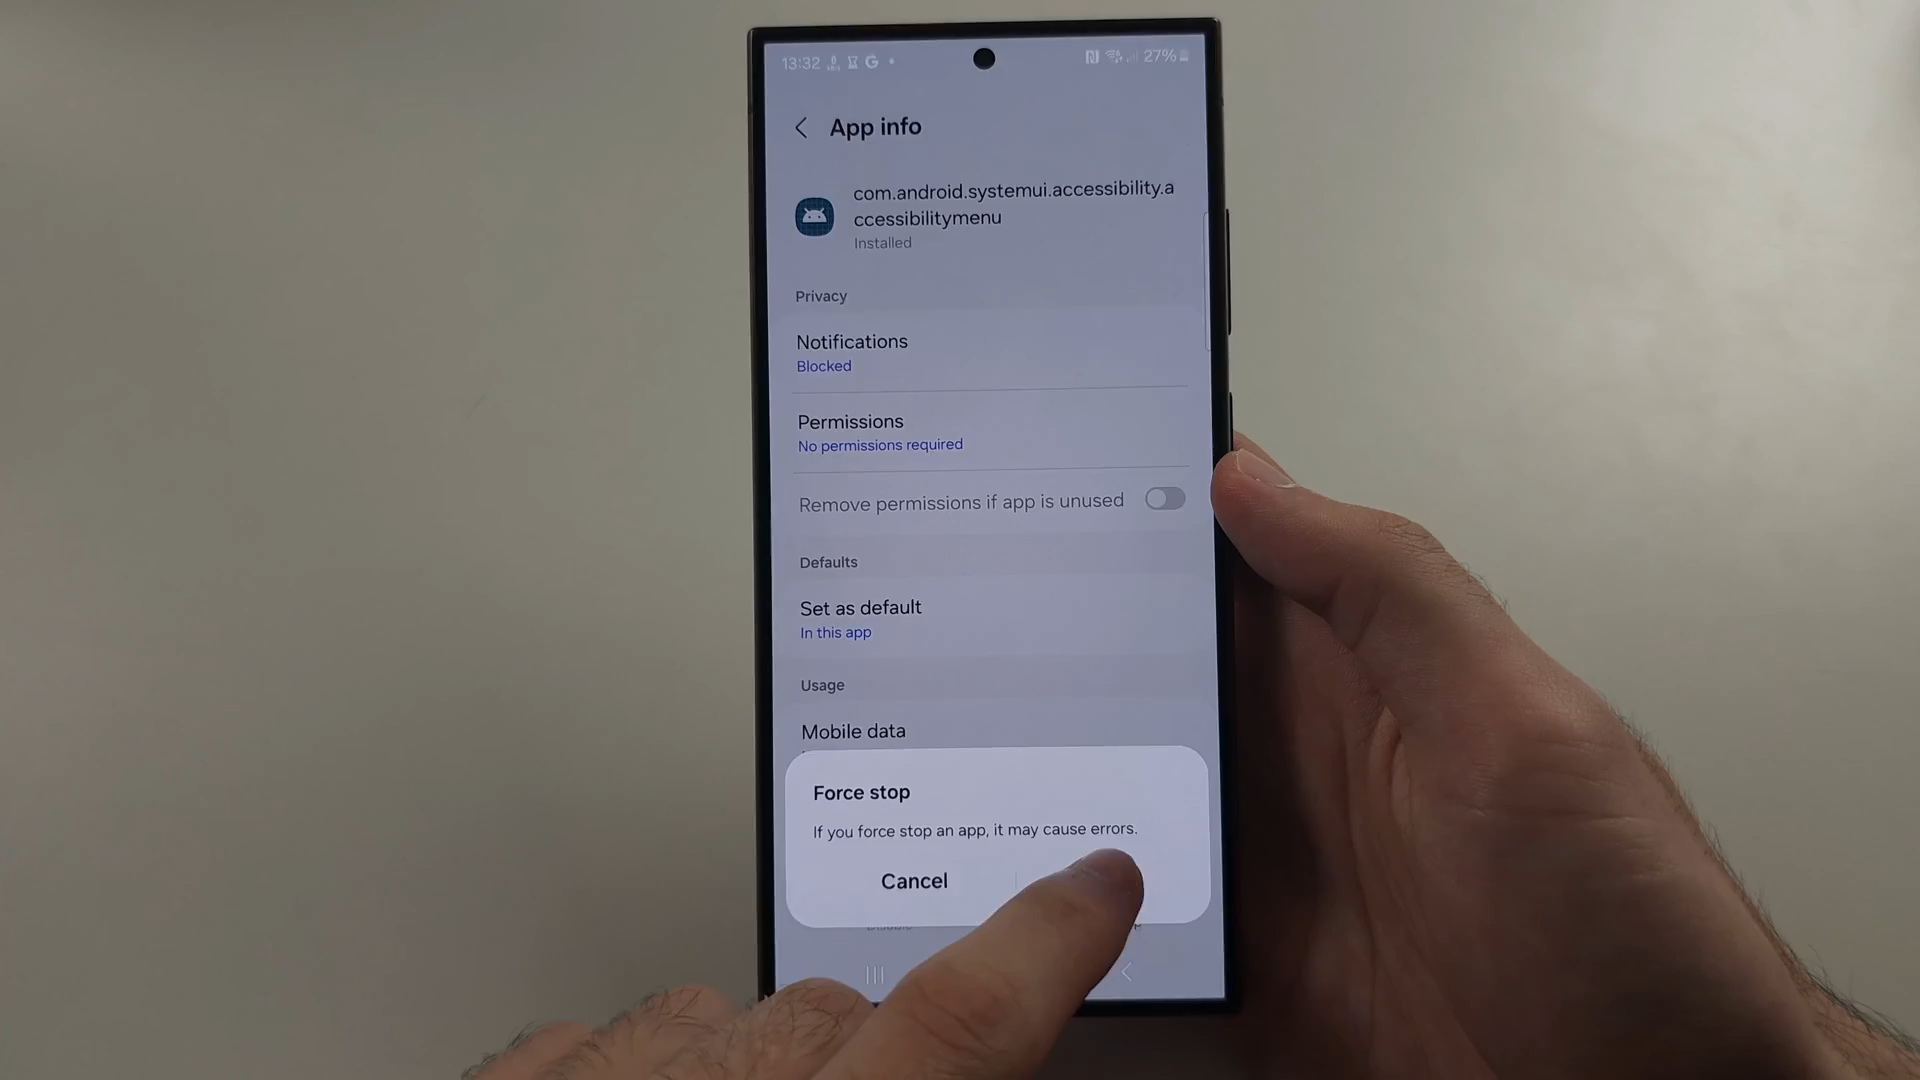 13:32 G 27%
App info
com.android.systemui.accessibility.a
ccessibilitymenu
Installed
Privacy
Notifications
Blocked
Permissions
No permissions required
Remove permissions if app is unused
Defaults
Set as default
In this app
Usage
Mobile data
Force stop
If you force stop an app, it may cause errors.
Cancel